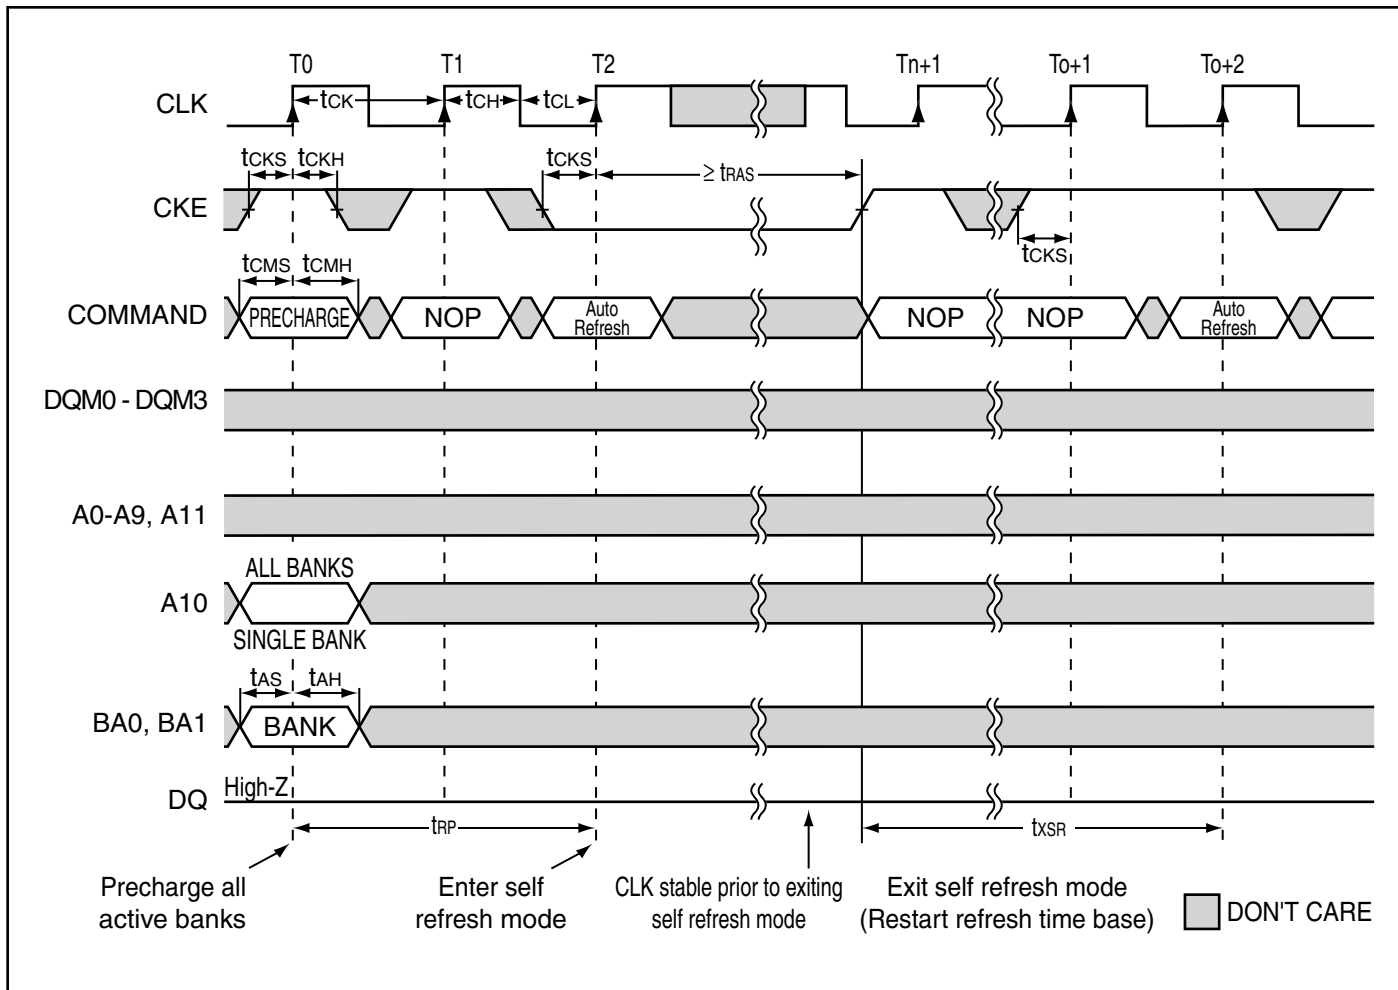 T0 T1 T2 Tn+1 To+1 To+2
CLK tCK tCH tCL
tCKS tCKH tCKS ≥ tRAS
CKE
tCKS
tCMS tCMH
COMMAND PRECHARGE NOP Auto Refresh NOP NOP Auto Refresh
DQM0 - DQM3
A0-A9, A11
ALL BANKS
A10
SINGLE BANK
tAS tAH
BA0, BA1 BANK
DQ High-Z
tRP tXSR
Precharge all
active banks
Enter self
refresh mode
CLK stable prior to exiting
self refresh mode
Exit self refresh mode
(Restart refresh time base)
DON'T CARE